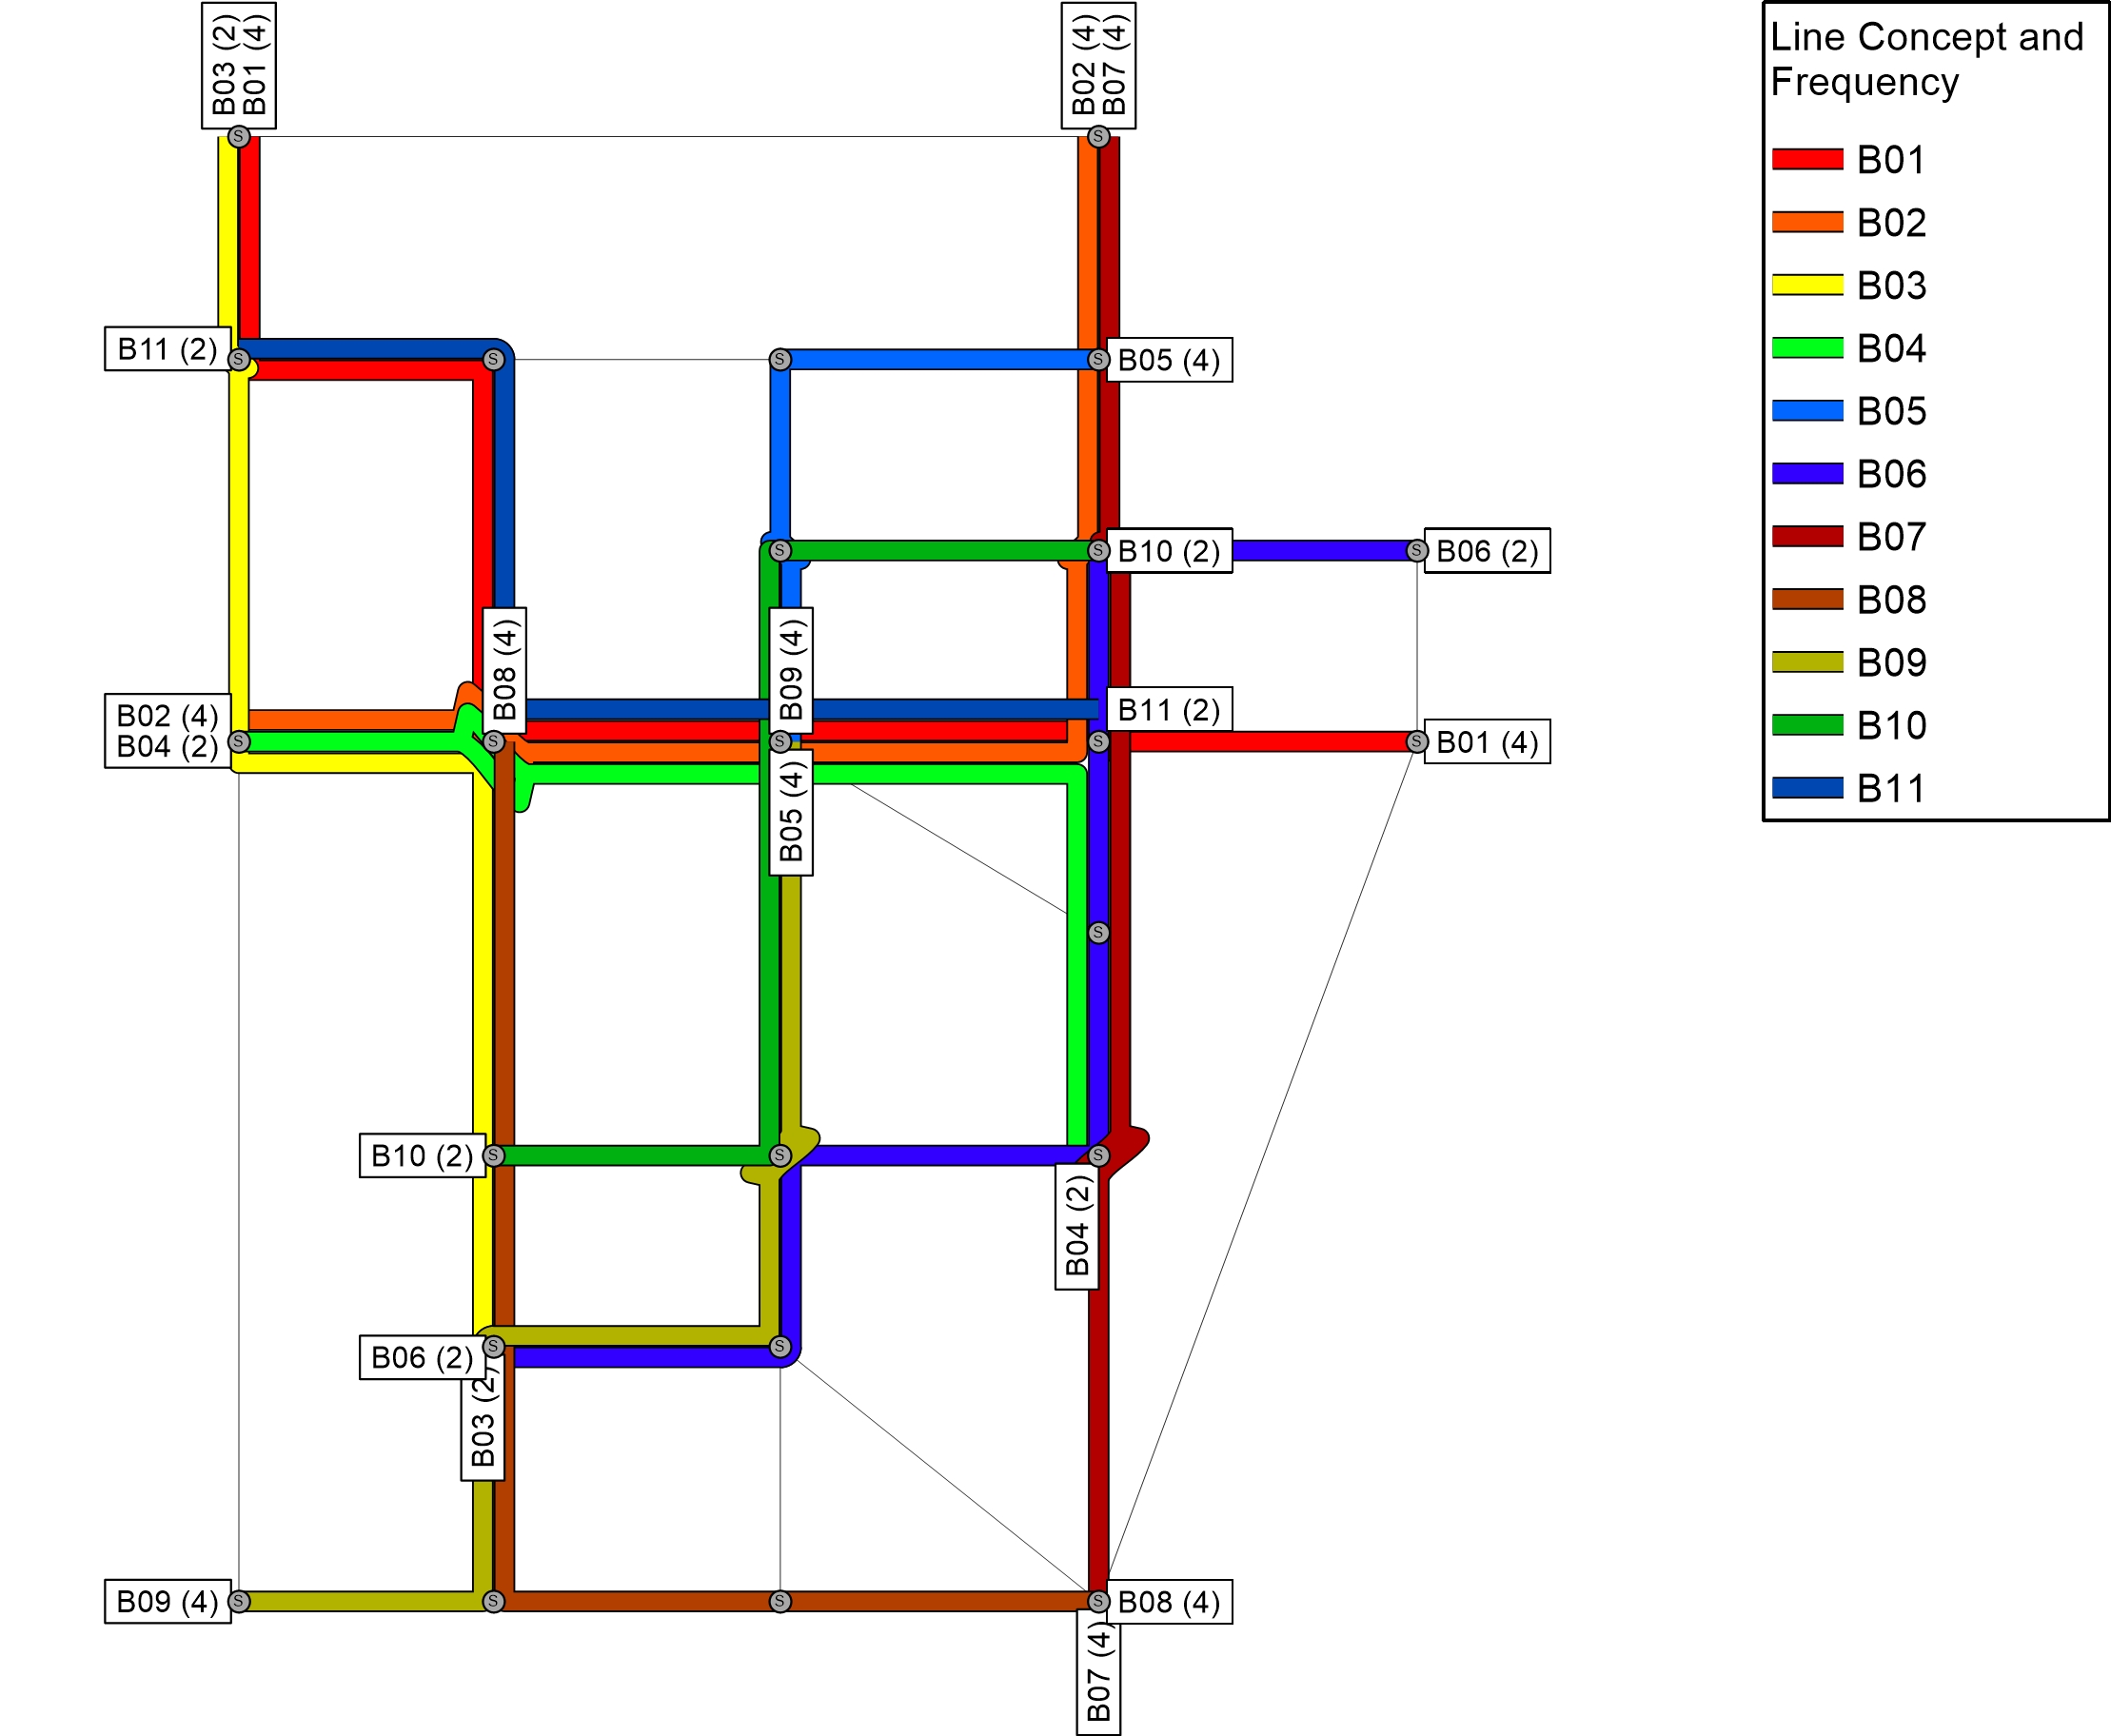 B03 (2)
B01 (4)
B02 (4)
B07 (4)
Line Concept and
Frequency
B01
B02
B03
B04
B05
B06
B07
B08
B09
B10
B11
S
S
B11 (2)
S
S
S
S
B05 (4)
S
S
B10 (2)
S
B06 (2)
B08 (4)
B09 (4)
B02 (4)
B04 (2)
B11 (2)
S
S
S
S
S
B01 (4)
B05 (4)
S
B10 (2)
S
S
S
B04 (2)
B06 (2)
S
S
B03 (2)
B09 (4)
S
S
S
S
B08 (4)
B07 (4)